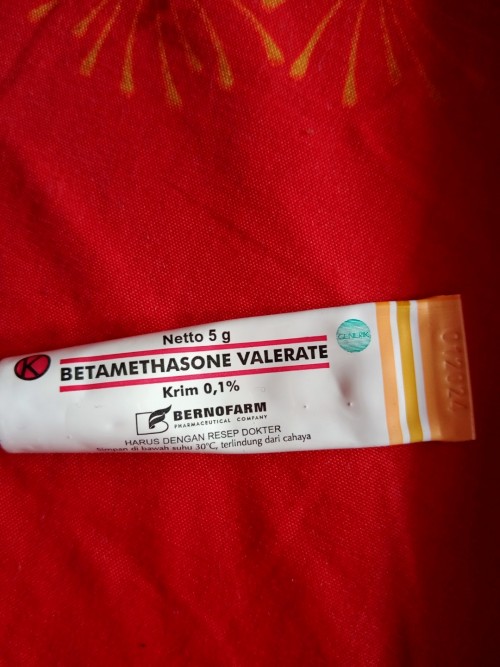 Netto 5 g
K
BETAMETHASONE VALERATE
GENERIK
Krim 0,1%
BERNOFARM
PHARMACEUTICAL COMPANY
HARUS DENGAN RESEP DOKTER
Simpan di bawah suhu 30°C, terlindung dari cahaya